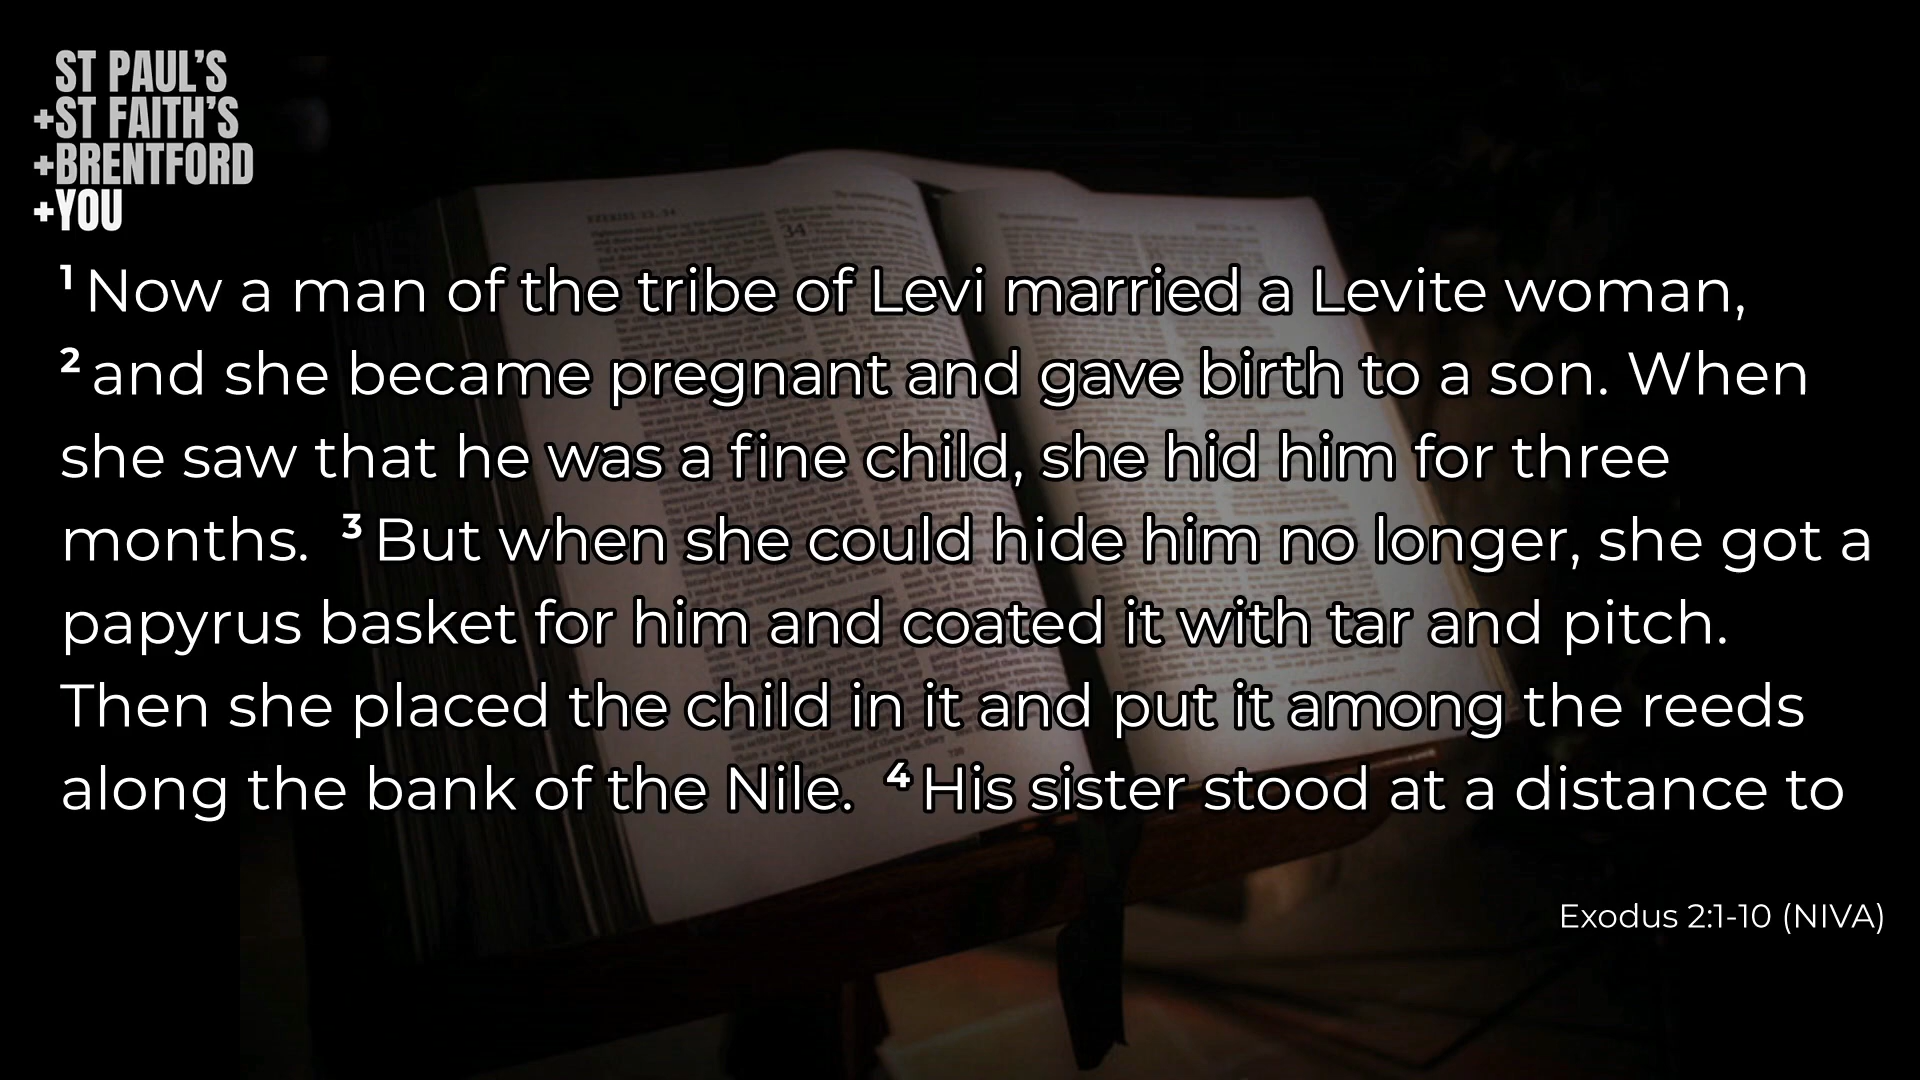 ST PAUL'S
+ST FAITH'S
+BRENTFORD
+YOU
1 Now a man of the tribe of Levi married a Levite woman,
2 and she became pregnant and gave birth to a son. When
she saw that he was a fine child, she hid him for three
months. 3 But when she could hide him no longer, she got a
papyrus basket for him and coated it with tar and pitch.
Then she placed the child in it and put it among the reeds
along the bank of the Nile. 4 His sister stood at a distance to
Exodus 2:1-10 (NIVA)
34